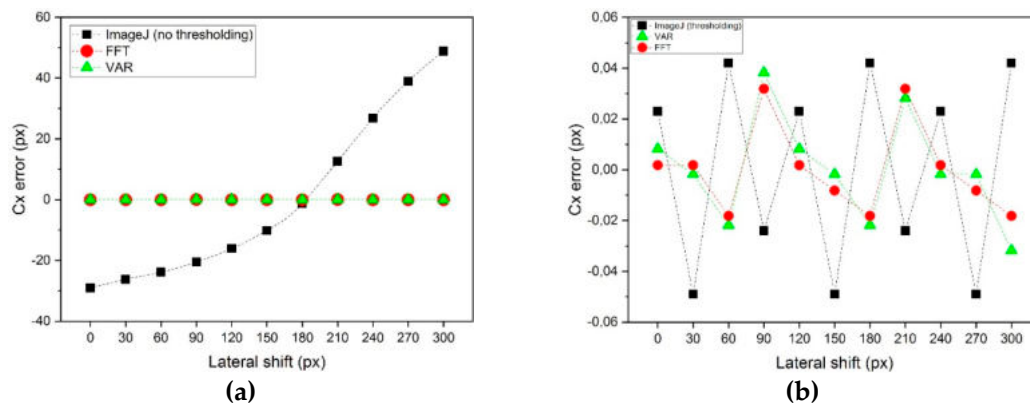 60
40
20
0
-20
-40
Cx error (px)
ImageJ (no thresholding)
FFT
VAR
0 30 60 90 120 150 180 210 240 270 300
Lateral shift (px)
(a)
0,06
0,04
0,02
0,00
-0,02
-0,04
-0,06
Cx error (px)
ImageJ (thresholding)
VAR
FFT
0 30 60 90 120 150 180 210 240 270 300
Lateral shift (px)
(b)